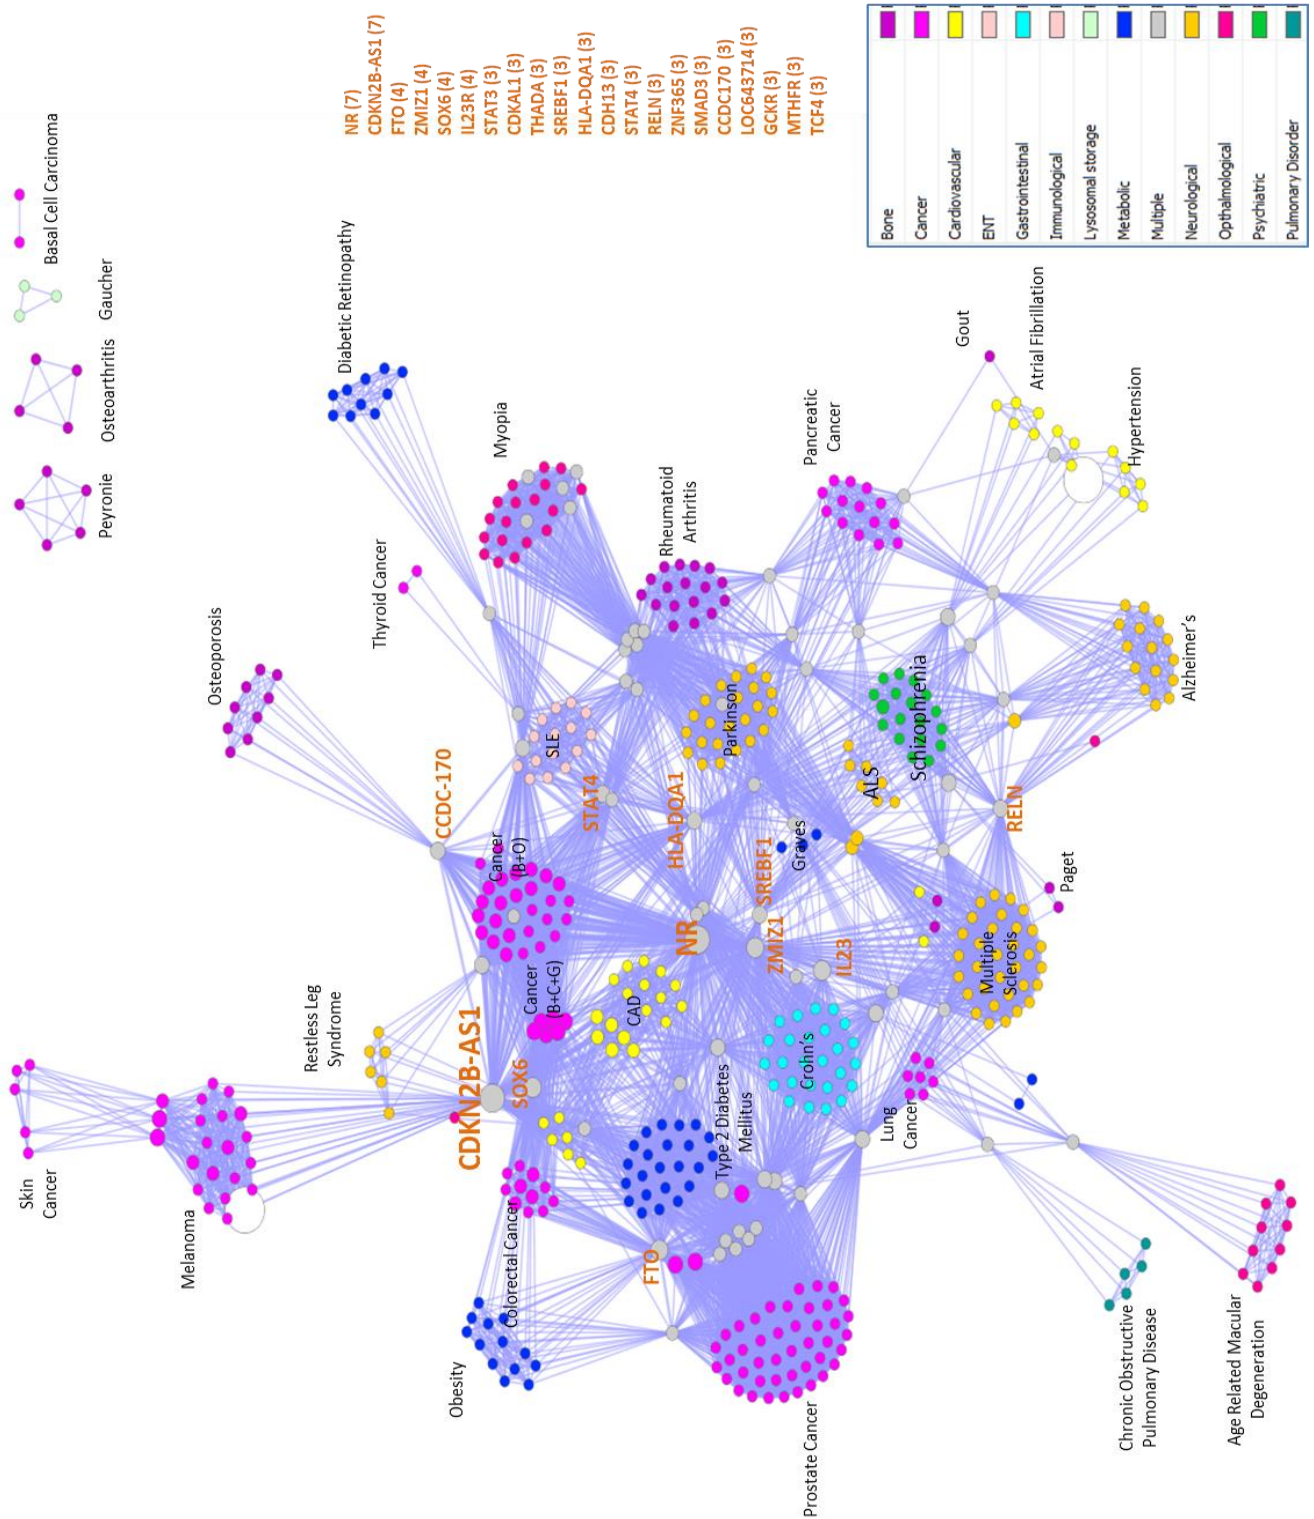 Skin
Cancer
Basal Cell Carcinoma
Peyronie
Osteoarthritis
Gaucher
Melanoma
Osteoporosis
Restless Leg
Syndrome
Diabetic Retinopathy
Thyroid Cancer
CCDC-170
Obesity
CDKN2B-AS1
Myopia
Cancer
(B+O)
Colorectal Cancer
SOX6
Cancer
(B+C+G)
SLE
STAT4
CAD
FTO
Rheumatoid
Arthritis
HLA-DQA1
NR
Type 2 Diabetes
Mellitus
Parkinson
SREBF1
ZMIZ1
Graves
Crohn's
Prostate Cancer
Pancreatic
Cancer
IL23
ALS
Lung
Cancer
Schizophrenia
Gout
Multiple
Sclerosis
RELN
Atrial Fibrillation
Paget
Hypertension
Chronic Obstructive
Pulmonary Disease
Alzheimer's
Age Related Macular
Degeneration
NR (7)
CDKN2B-AS1 (7)
FTO (4)
ZMIZ1 (4)
SOX6 (4)
IL23R (4)
STAT3 (3)
CDKAL1 (3)
THADA (3)
SREBF1 (3)
HLA-DQA1 (3)
CDH13 (3)
STAT4 (3)
RELN (3)
ZNF365 (3)
SMAD3 (3)
CCDC170 (3)
LOC643714 (3)
GCKR (3)
MTHFR (3)
TCF4 (3)
Bone
Cancer
Cardiovascular
ENT
Gastrointestinal
Immunological
Lysosomal storage
Metabolic
Multiple
Neurological
Opthalmological
Psychiatric
Pulmonary Disorder